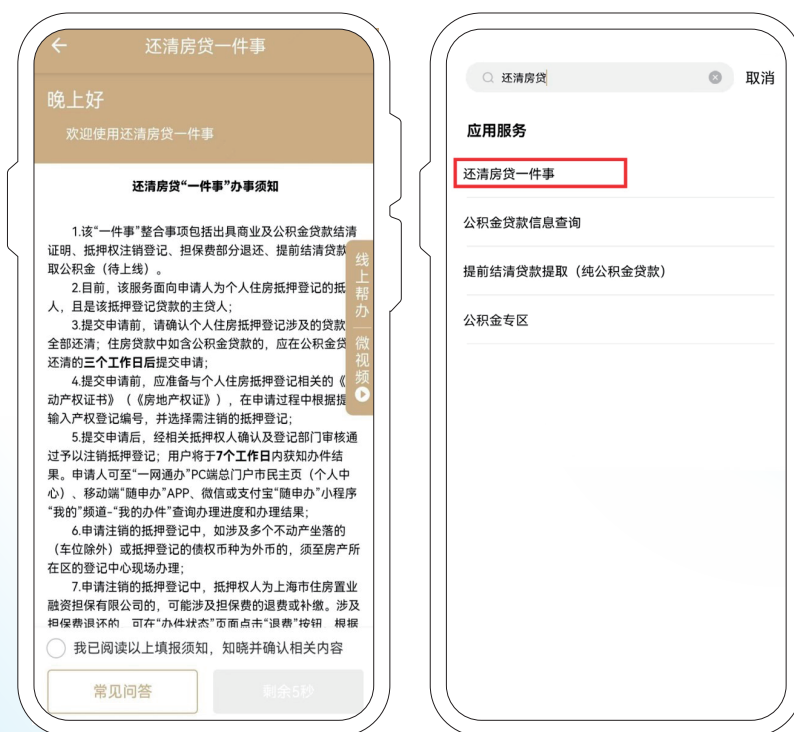 还清房贷一件事
晚上好
欢迎使用还清房贷一件事
还清房贷“一件事”办事须知
1.该“一件事”整合事项包括出具商业及公积金贷款结清
证明、抵押权注销登记、担保费部分退还、提前结清贷款
取公积金（待上线）。
2.目前，该服务面向申请人为个人住房抵押登记的抵
人，且是该抵押登记贷款的主贷人；
3.提交申请前，请确认个人住房抵押登记涉及的贷款
全部还清；住房贷款中如含公积金贷款的，应在公积金贷
还清的三个工作日后提交申请；
4.提交申请前，应准备与个人住房抵押登记相关的《
动产权证书》（《房地产权证》），在申请过程中根据提
输入产权登记编号，并选择需注销的抵押登记；
5.提交申请后，经相关抵押权人确认及登记部门审核通
过予以注销抵押登记；用户将于7个工作日内获知办件结
果。申请人可至“一网通办”PC端总门户市民主页（个人中
心）、移动端“随申办”APP、微信或支付宝“随申办”小程序
“我的”频道-“我的办件”查询办理进度和办理结果；
6.申请注销的抵押登记中，如涉及多个不动产坐落的
（车位除外）或抵押登记的债权币种为外币的，须至房产所
在区的登记中心现场办理；
7.申请注销的抵押登记中，抵押权人为上海市住房置业
融资担保有限公司的，可能涉及担保费的退费或补缴。涉及
担保费退还的，可在“办件状态”页面点击“退费”按钮，根据
线上帮办
微视频
我已阅读以上填报须知，知晓并确认相关内容
常见问答
剩余5秒
还清房贷
取消
应用服务
还清房贷一件事
公积金贷款信息查询
提前结清贷款提取（纯公积金贷款）
公积金专区